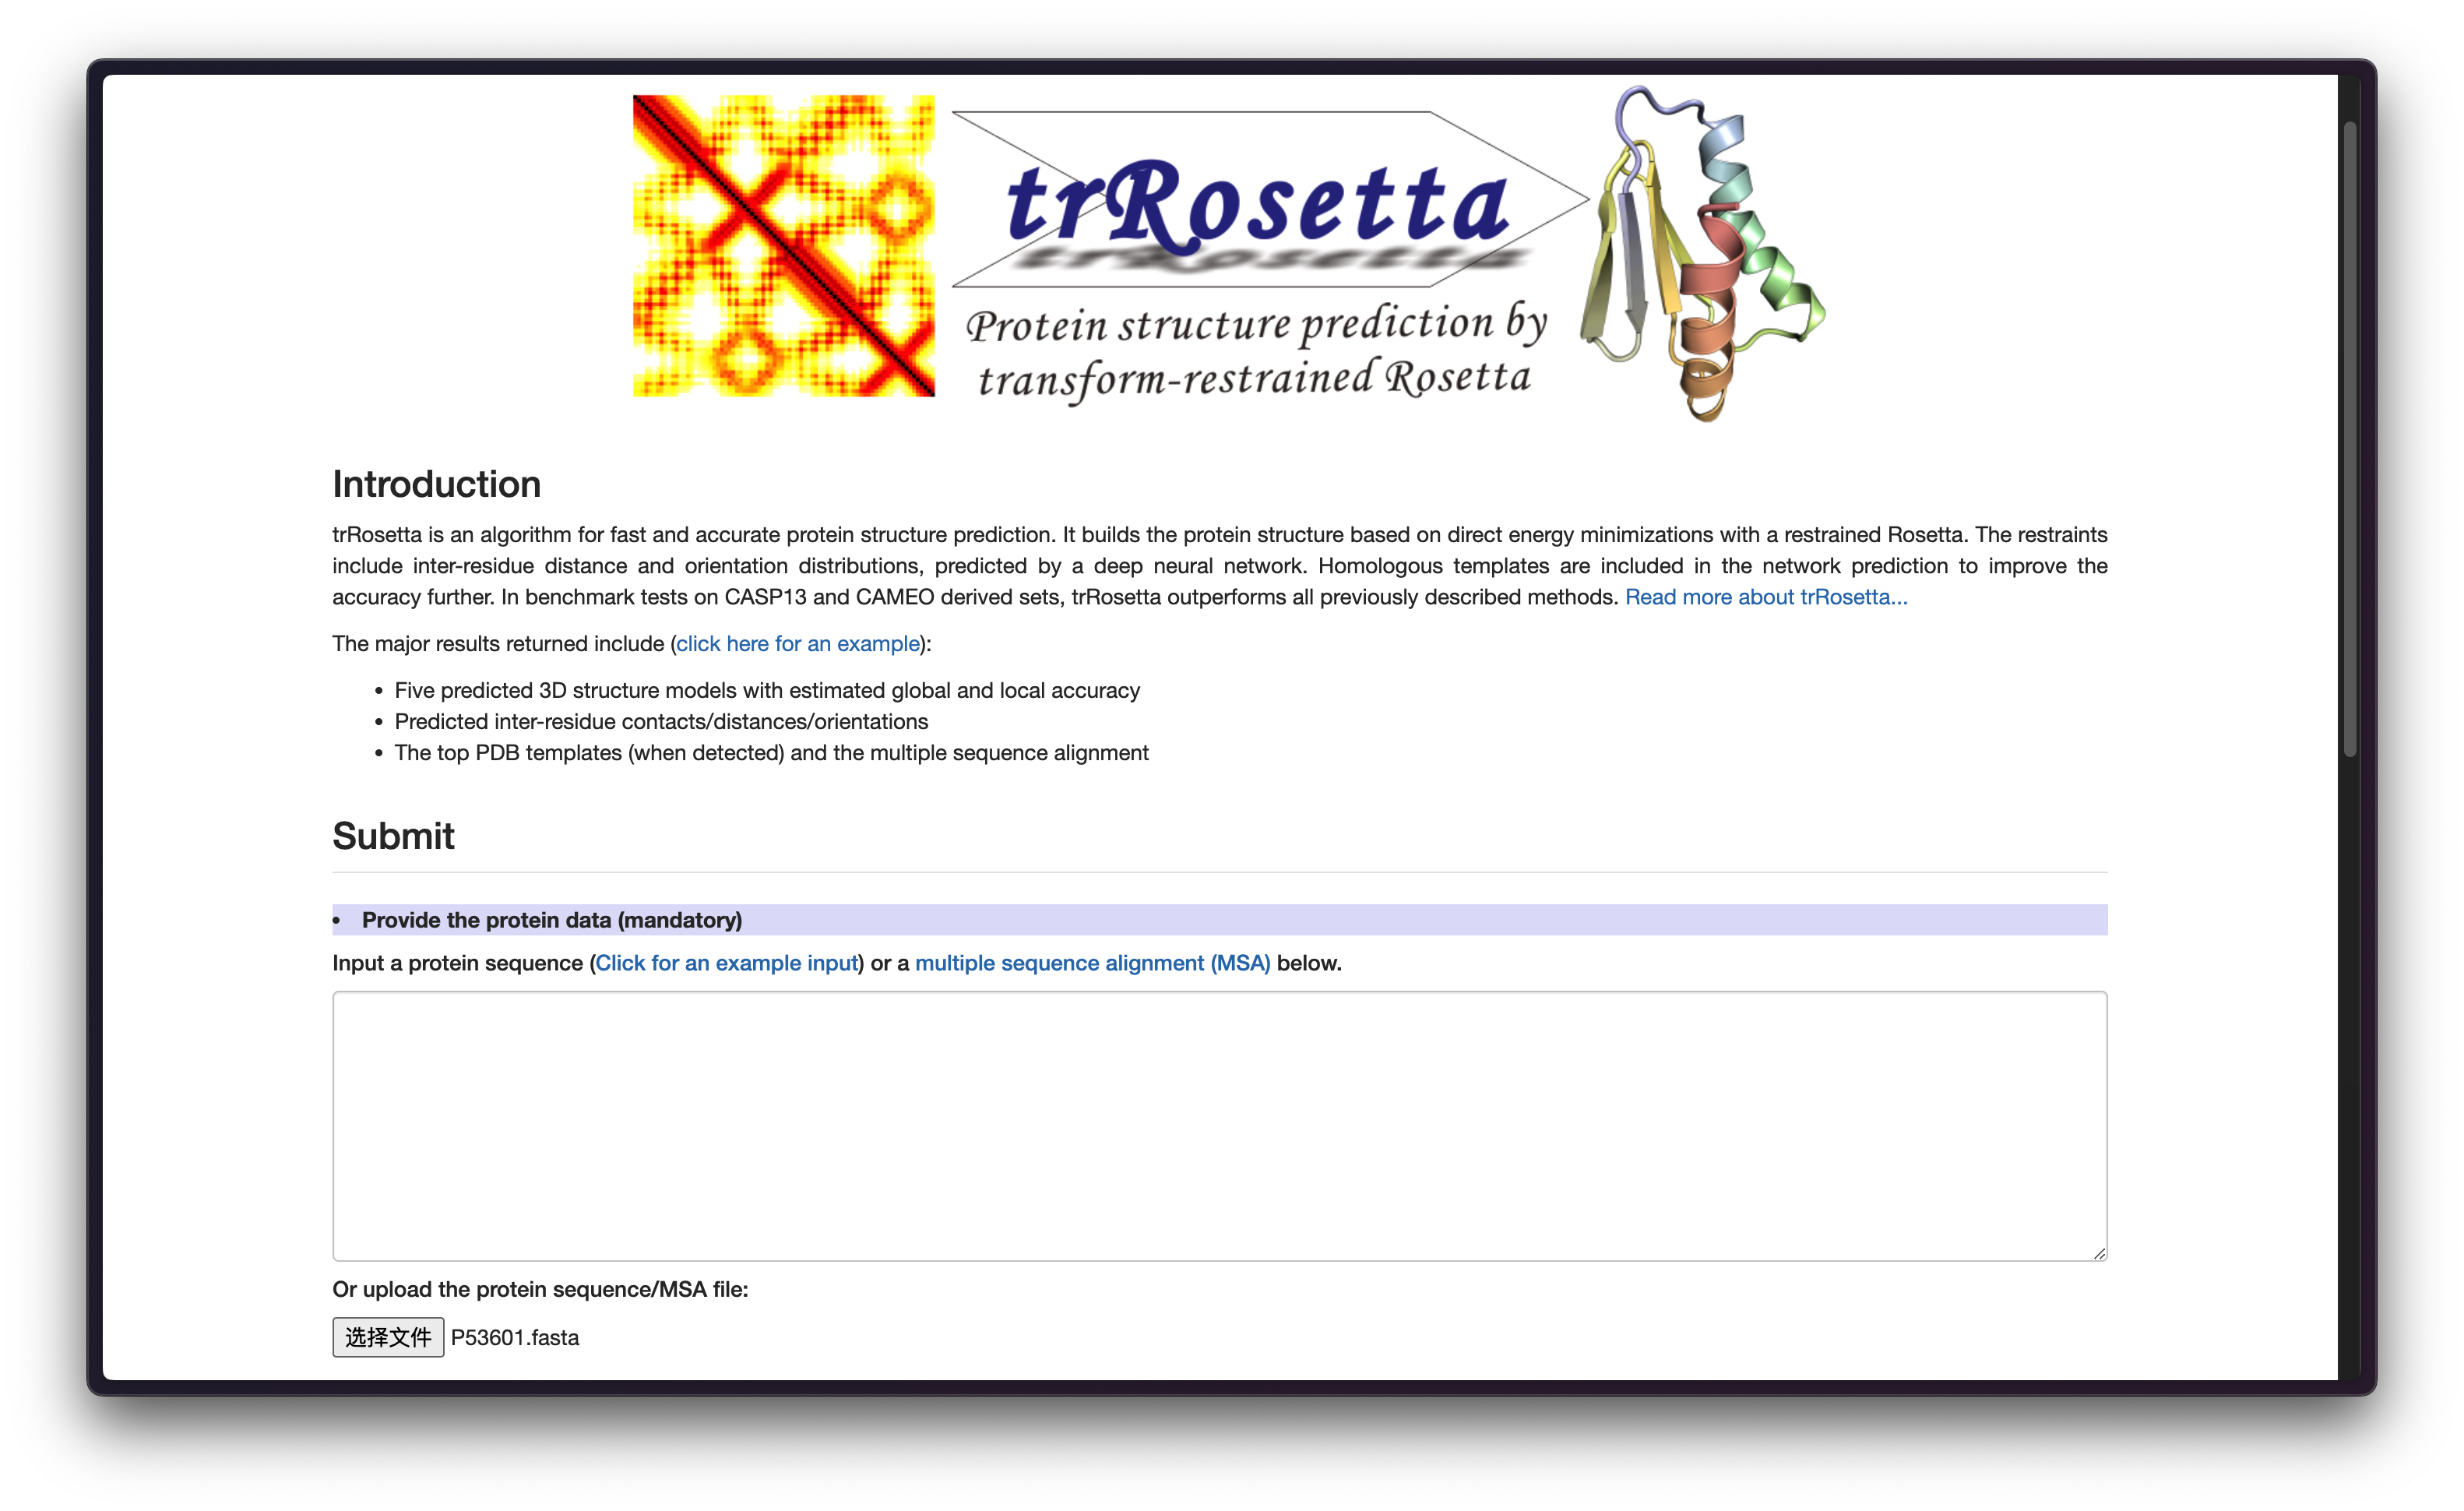 trRosetta
Protein structure prediction by
transform-restrained Rosetta
Introduction
trRosetta is an algorithm for fast and accurate protein structure prediction. It builds the protein structure based on direct energy minimizations with a restrained Rosetta. The restraints
include inter-residue distance and orientation distributions, predicted by a deep neural network. Homologous templates are included in the network prediction to improve the
accuracy further. In benchmark tests on CASP13 and CAMEO derived sets, trRosetta outperforms all previously described methods. Read more about trRosetta...
The major results returned include (click here for an example):
• Five predicted 3D structure models with estimated global and local accuracy
• Predicted inter-residue contacts/distances/orientations
• The top PDB templates (when detected) and the multiple sequence alignment
Submit
• Provide the protein data (mandatory)
Input a protein sequence (Click for an example input) or a multiple sequence alignment (MSA) below.
Or upload the protein sequence/MSA file:
选择文件 P53601.fasta